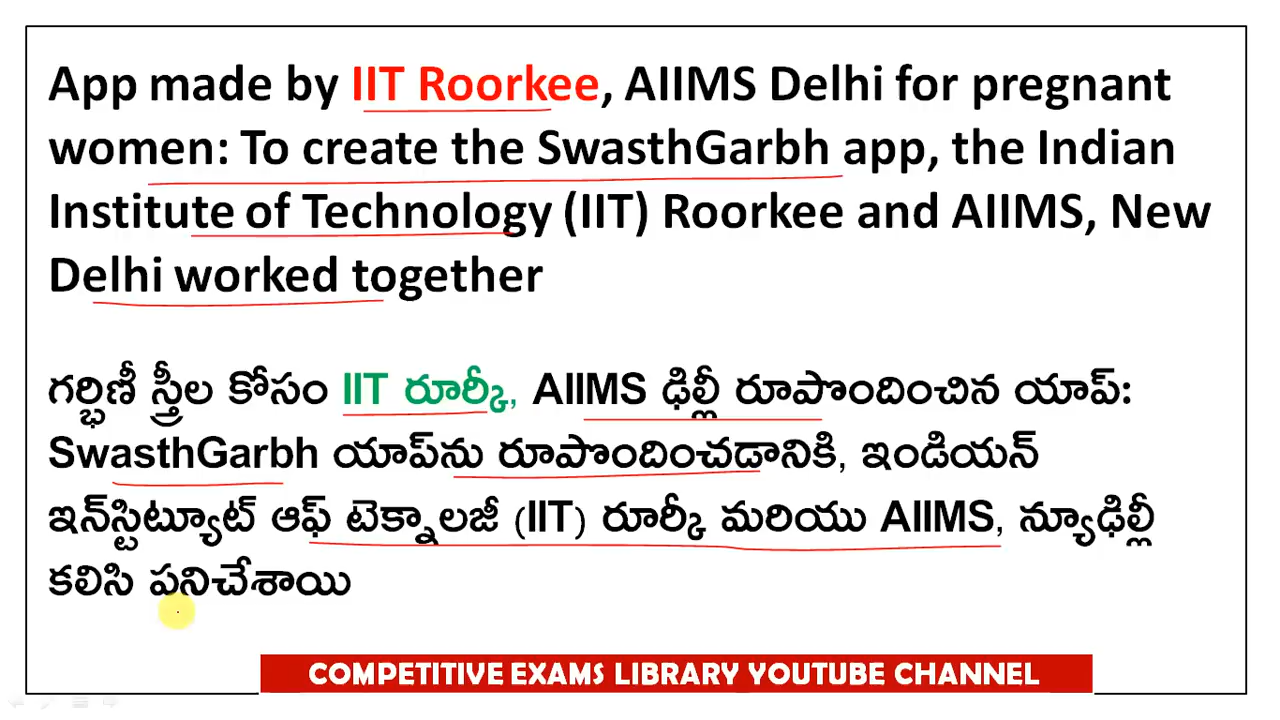 App made by IIT Roorkee, AIIMS Delhi for pregnant
women: To create the SwasthGarbh app, the Indian
Institute of Technology (IIT) Roorkee and AIIMS, New
Delhi worked together
గర్భిణీ స్త్రీల కోసం IIT రూర్కీ, AIIMS ఢిల్లీ రూపొందించిన యాప్:
SwasthGarbh యాప్‌ను రూపొందించడానికి, ఇండియన్
ఇన్‌స్టిట్యూట్ ఆఫ్ టెక్నాలజీ (IIT) రూర్కీ మరియు AIIMS, న్యూఢిల్లీ
కలిసి పనిచేశాయి
COMPETITIVE EXAMS LIBRARY YOUTUBE CHANNEL